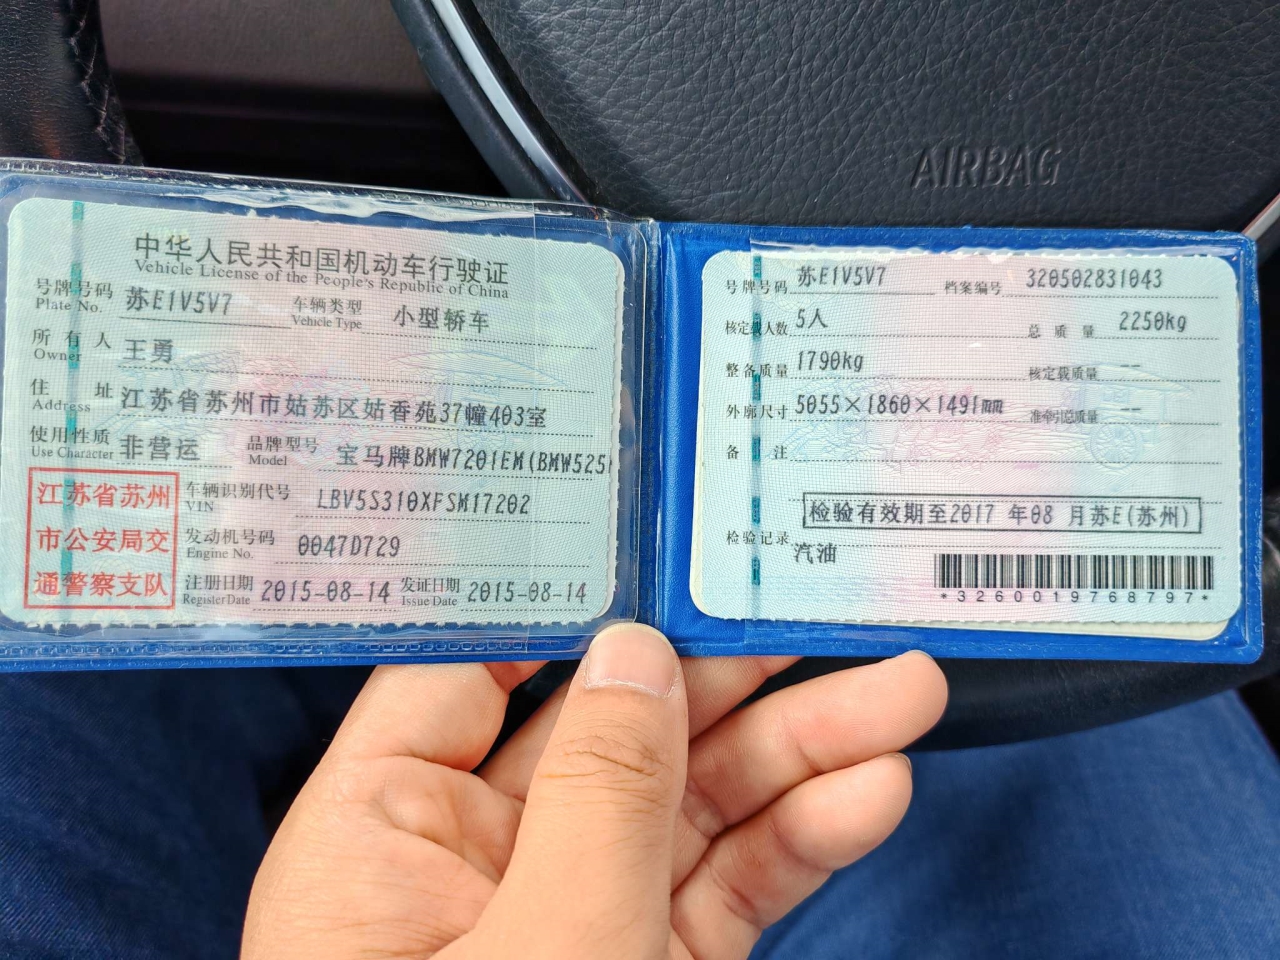 AIRBAG
中华人民共和国机动车行驶证
Vehicle License of the People's Republic of China
号牌号码 苏E1V5V7 车辆类型 小型轿车
Plate No. Vehicle Type
所有人 王勇
Owner
住址 江苏省苏州市姑苏区姑香苑37幢403室
Address
使用性质 非营运 品牌型号 宝马牌BMW7201EM(BMW525
Use Character Model
江苏省苏州
市公安局交
通警察支队
车辆识别代号 LBV5S310XFSM17202
VIN
发动机号码 0047D729
Engine No.
注册日期 2015-08-14 发证日期 2015-08-14
Register Date Issue Date
号牌号码 苏E1V5V7 档案编号 320502831043
核定载人数 5人 总质量 2250kg
整备质量 1790kg 核定载质量 --
外廓尺寸 5055×1860×1491mm 准牵引总质量 --
备注
检验有效期至2017 年08 月苏E(苏州)
检验记录
汽油
*3260019768797*